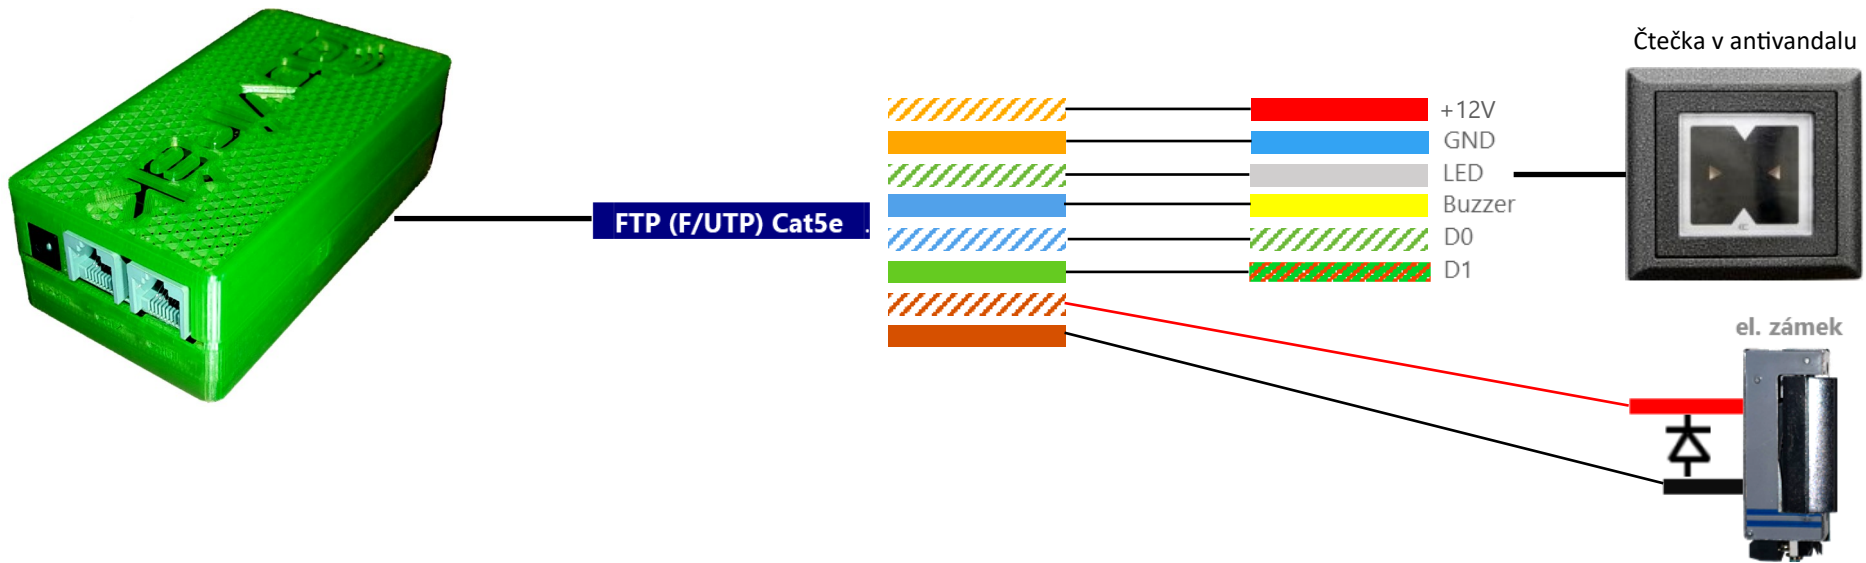 Čtečka v antivandalu
+12V
GND
LED
Buzzer
FTP (F/UTP) Cat5e .
D0
D1
el. zámek